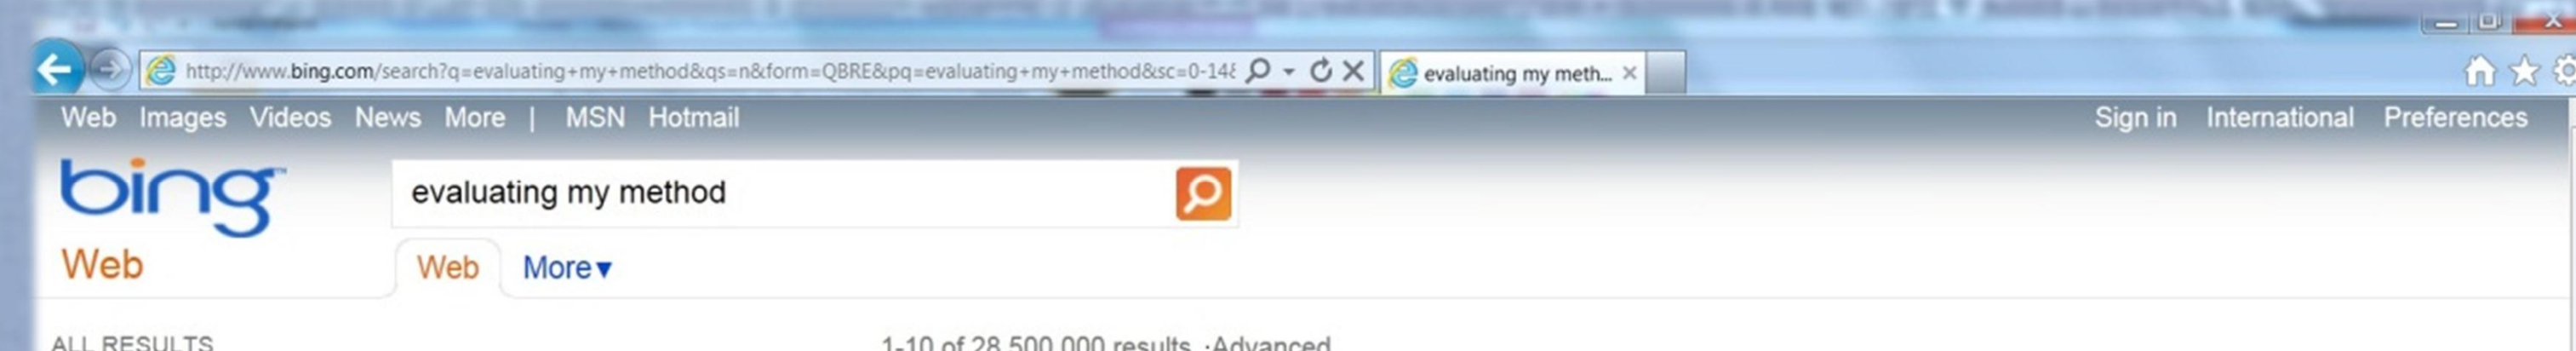 http://www.bing.com/search?q=evaluating+my+method&qs=n&form=QBRE&pq=evaluating+my+method&sc=0-148 evaluating my meth...
Web Images Videos News More | MSN Hotmail Sign in International Preferences
bing™ evaluating my method
Web Web More▼
ALL RESULTS 1-10 of 28,500,000 results ·Advanced